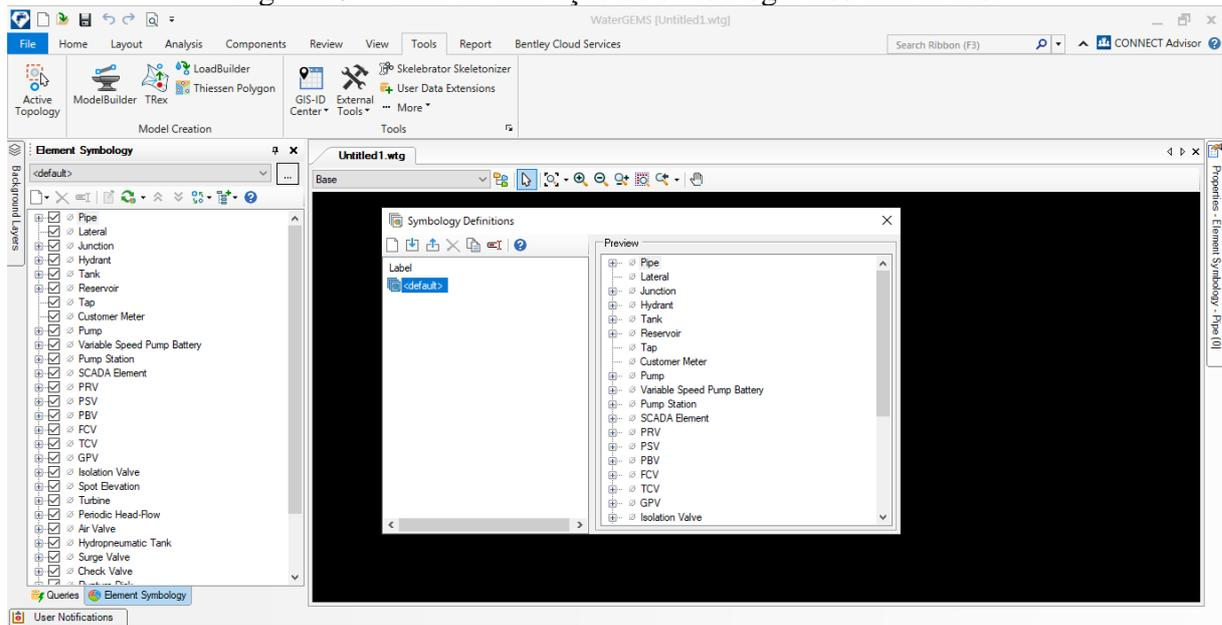 WaterGEMS [Untitled1.wtg]
File Home Layout Analysis Components Review View Tools Report Bentley Cloud Services Search Ribbon (F3) CONNECT Advisor
Active Topology
ModelBuilder
TRex
LoadBuilder
Thiessen Polygon
Model Creation
GIS-ID Center
External Tools
Skelebrator Skeletonizer
User Data Extensions
More
Tools
Background Layers
Element Symbology
<default>
...
Pipe
Lateral
Junction
Hydrant
Tank
Reservoir
Tap
Customer Meter
Pump
Variable Speed Pump Battery
Pump Station
SCADA Element
PRV
PSV
PBV
FCV
TCV
GPV
Isolation Valve
Spot Elevation
Turbine
Periodic Head-Flow
Air Valve
Hydropneumatic Tank
Surge Valve
Check Valve
Queries Element Symbology
User Notifications
Untitled1.wtg
Base
Symbology Definitions
Label
<default>
Preview
Pipe
Lateral
Junction
Hydrant
Tank
Reservoir
Tap
Customer Meter
Pump
Variable Speed Pump Battery
Pump Station
SCADA Element
PRV
PSV
PBV
FCV
TCV
GPV
Isolation Valve
Properties - Element Symbology - Pipe (0)